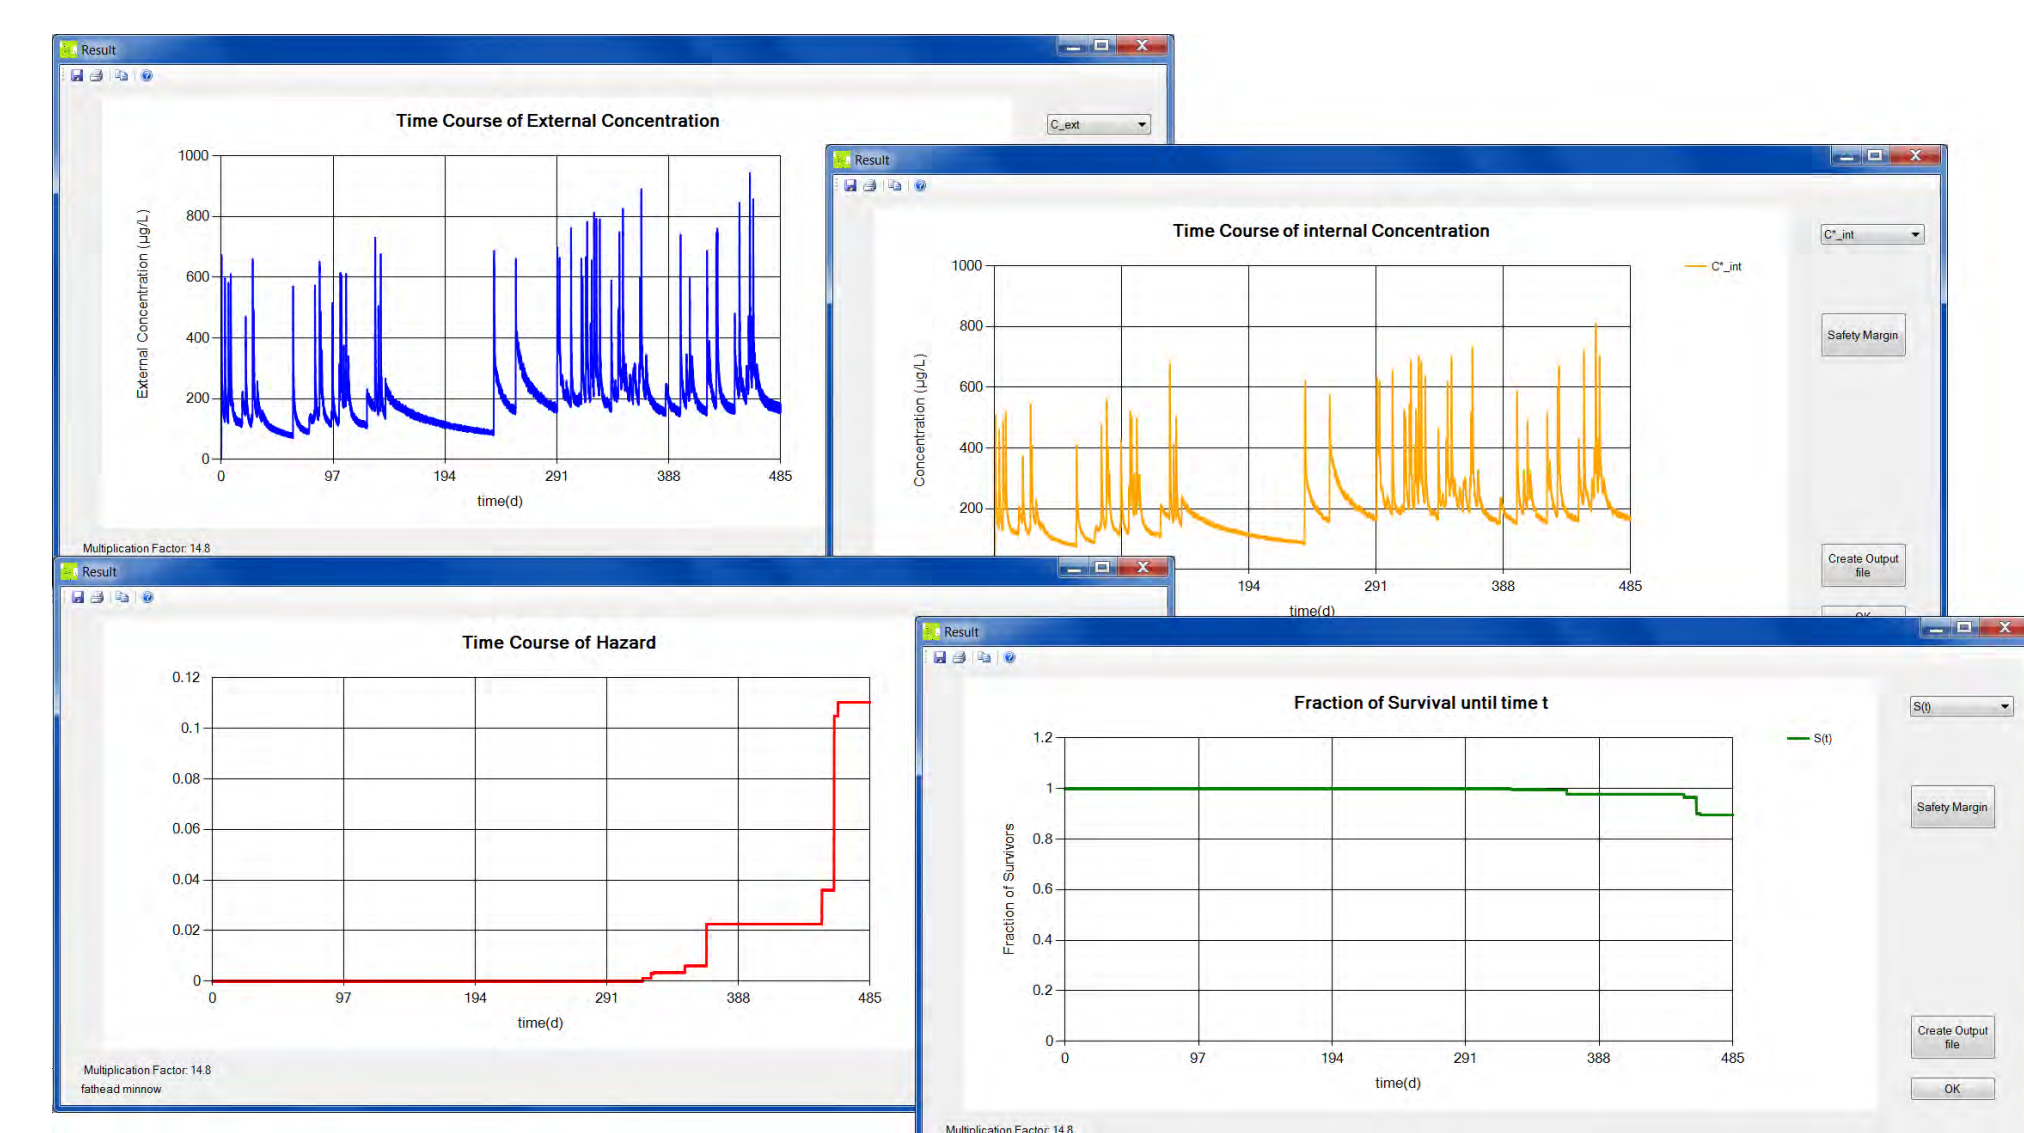 Result
Time Course of External Concentration
C_ext
1000
800
600
400
200
0
External Concentration (µg/L)
0 97 194 291 388 485
time(d)
Multiplication Factor: 14.8
Result
Time Course of internal Concentration
C*_int
C*_int
1000
800
600
400
200
Concentration (µg/L)
194 291 388 485
time(d)
Safety Margin
Create Output
file
OK
Result
Time Course of Hazard
0.12
0.1
0.08
0.06
0.04
0.02
0
0 97 194 291 388 485
time(d)
Multiplication Factor: 14.8
fathead minnow
Result
Fraction of Survival until time t
S(t)
S(t)
1.2
1
0.8
0.6
0.4
0.2
0
Fraction of Survivors
0 97 194 291 388 485
time(d)
Safety Margin
Create Output
file
OK
Multiplication Factor: 14.8